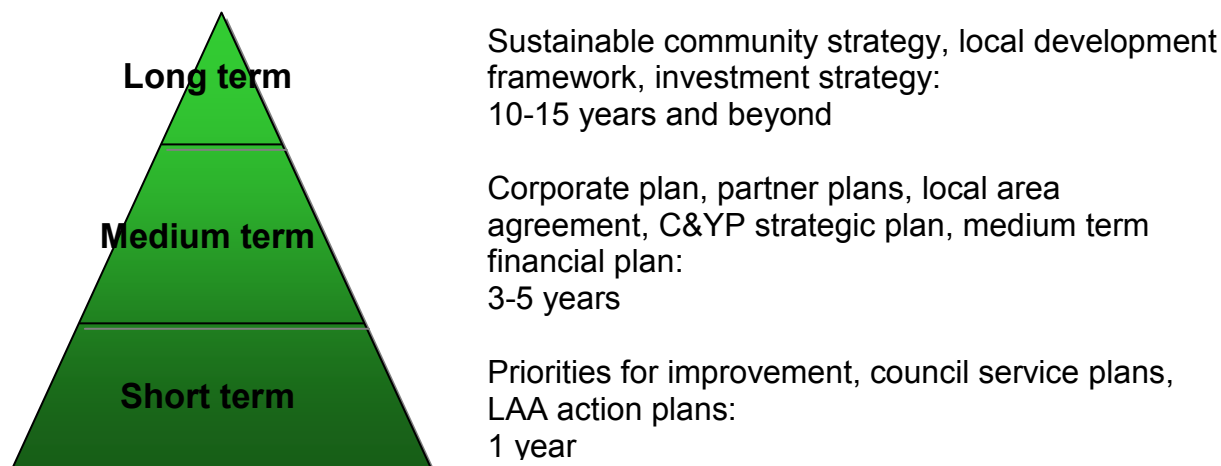 Long term
Sustainable community strategy, local development
framework, investment strategy:
10-15 years and beyond
Medium term
Corporate plan, partner plans, local area
agreement, C&YP strategic plan, medium term
financial plan:
3-5 years
Short term
Priorities for improvement, council service plans,
LAA action plans:
1 year